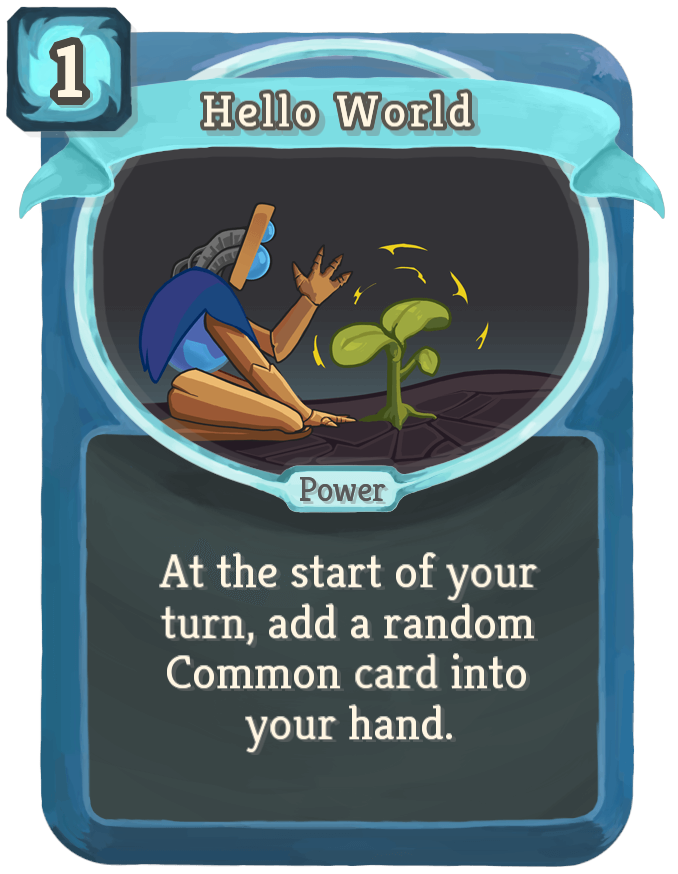 1
Hello World
Power
At the start of your
turn, add a random
Common card into
your hand.